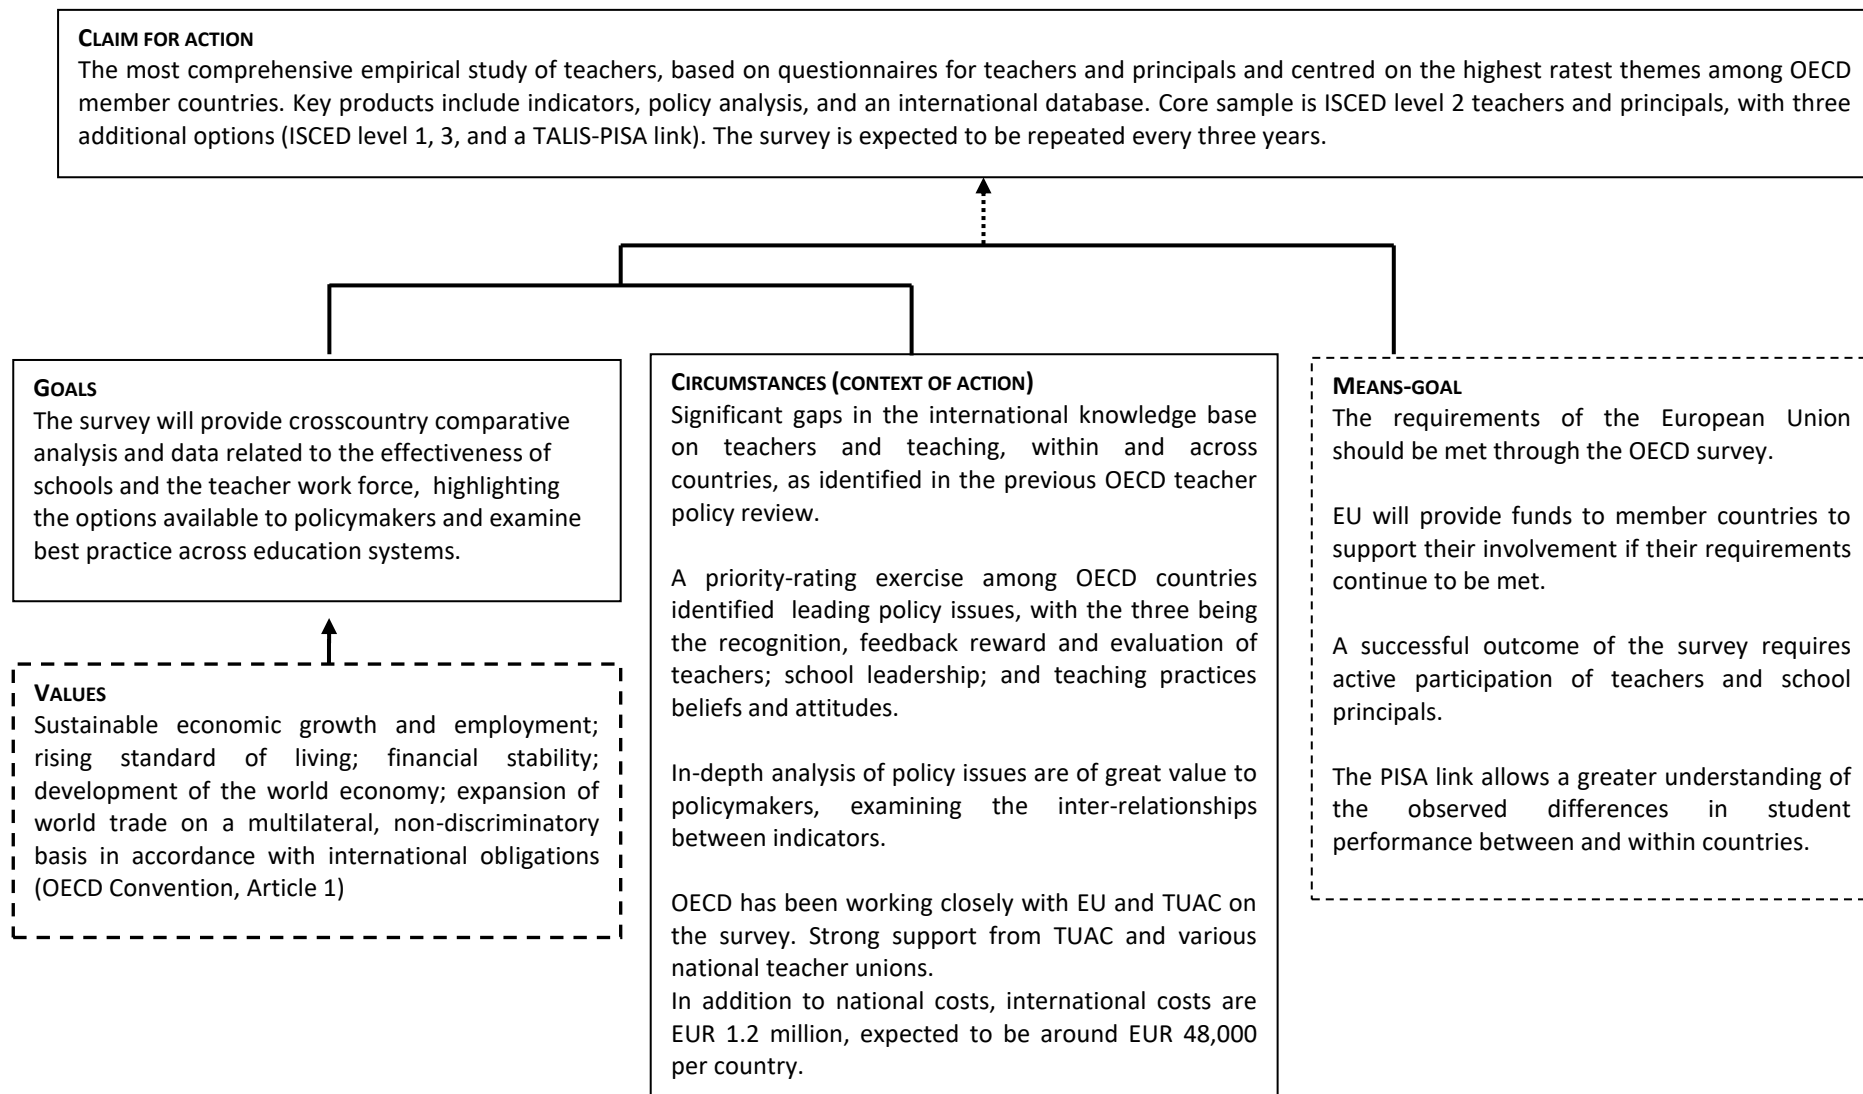 CLAIM FOR ACTION
The most comprehensive empirical study of teachers, based on questionnaires for teachers and principals and centred on the highest ratest themes among OECD
member countries. Key products include indicators, policy analysis, and an international database. Core sample is ISCED level 2 teachers and principals, with three
additional options (ISCED level 1, 3, and a TALIS-PISA link). The survey is expected to be repeated every three years.
GOALS
The survey will provide crosscountry comparative
analysis and data related to the effectiveness of
schools and the teacher work force, highlighting
the options available to policymakers and examine
best practice across education systems.
VALUES
Sustainable economic growth and employment;
rising standard of living; financial stability;
development of the world economy; expansion of
world trade on a multilateral, non-discriminatory
basis in accordance with international obligations
(OECD Convention, Article 1)
CIRCUMSTANCES (CONTEXT OF ACTION)
Significant gaps in the international knowledge base
on teachers and teaching, within and across
countries, as identified in the previous OECD teacher
policy review.
A priority-rating exercise among OECD countries
identified leading policy issues, with the three being
the recognition, feedback reward and evaluation of
teachers; school leadership; and teaching practices
beliefs and attitudes.
In-depth analysis of policy issues are of great value to
policymakers, examining the inter-relationships
between indicators.
OECD has been working closely with EU and TUAC on
the survey. Strong support from TUAC and various
national teacher unions.
In addition to national costs, international costs are
EUR 1.2 million, expected to be around EUR 48,000
per country.
MEANS-GOAL
The requirements of the European Union
should be met through the OECD survey.
EU will provide funds to member countries to
support their involvement if their requirements
continue to be met.
A successful outcome of the survey requires
active participation of teachers and school
principals.
The PISA link allows a greater understanding of
the observed differences in student
performance between and within countries.